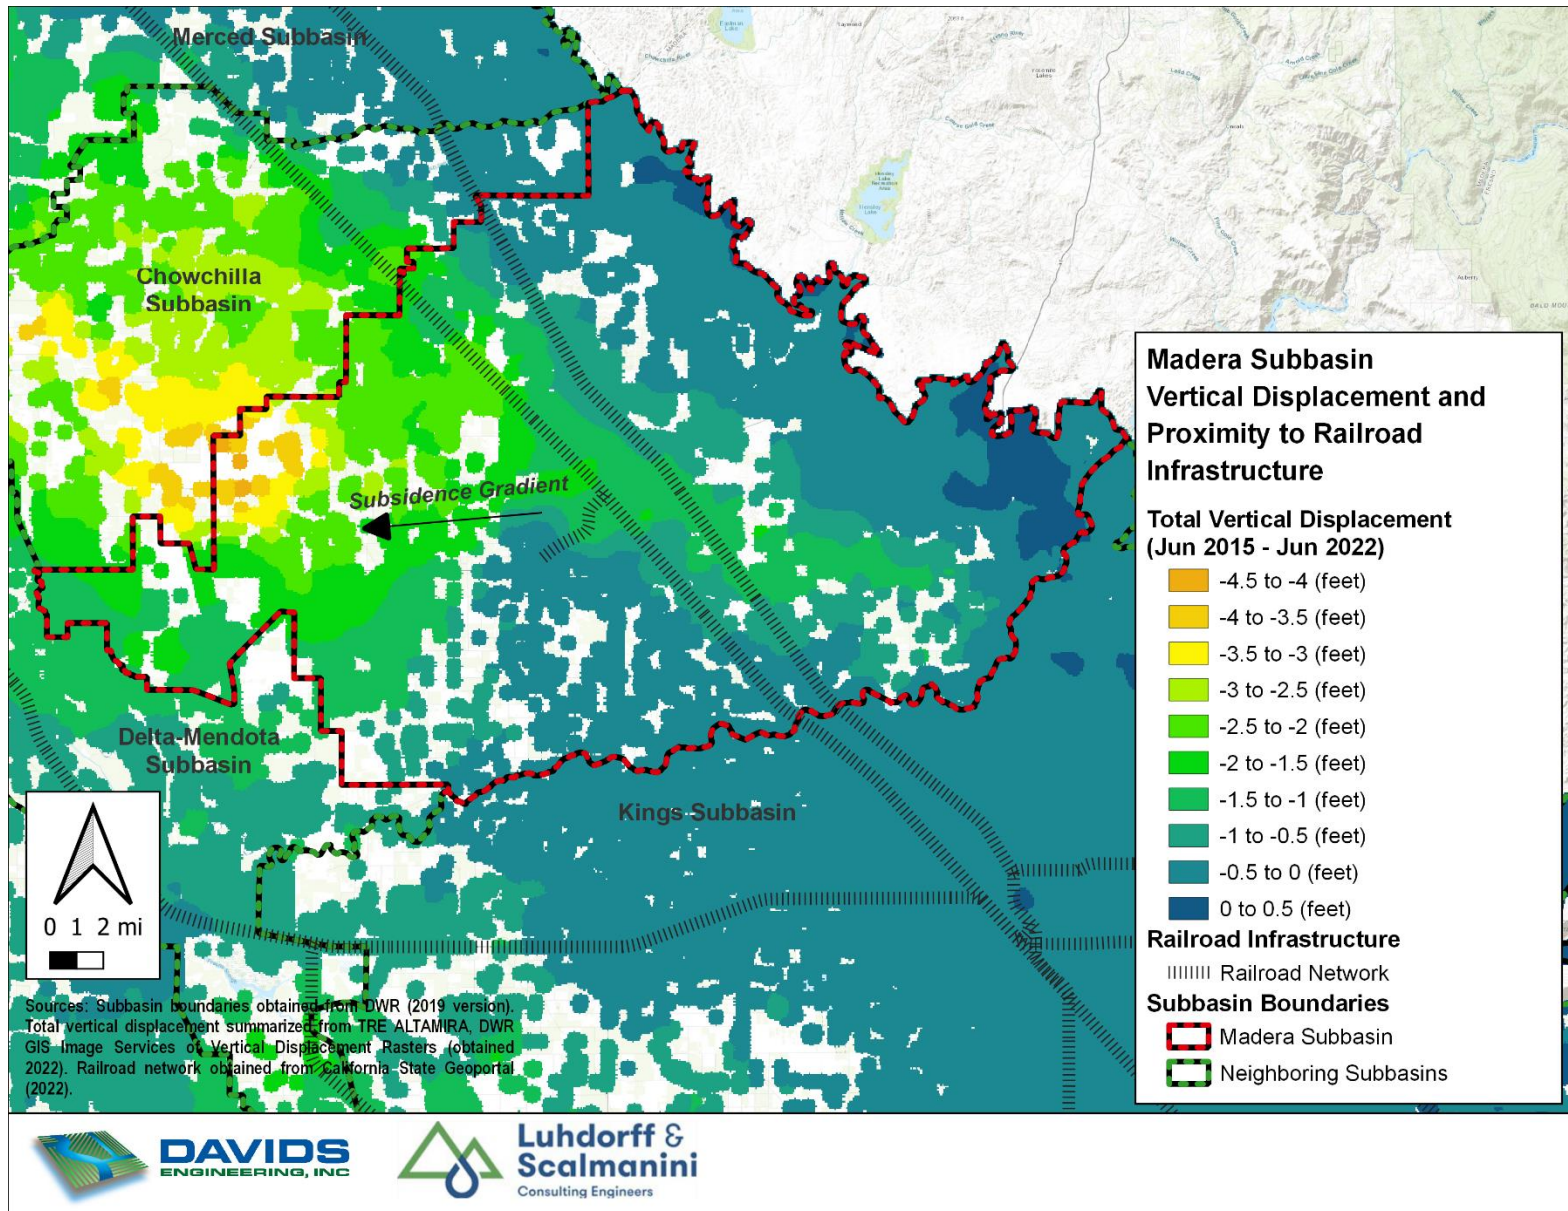 Merced Subbasin
Chowchilla
Subbasin
Subsidence Gradient
Delta-Mendota
Subbasin
Kings Subbasin
0 1 2 mi
Sources: Subbasin boundaries obtained from DWR (2019 version).
Total vertical displacement summarized from TRE ALTAMIRA, DWR
GIS Image Services of Vertical Displacement Rasters (obtained
2022). Railroad network obtained from California State Geoportal
(2022).
Madera Subbasin
Vertical Displacement and
Proximity to Railroad
Infrastructure
Total Vertical Displacement
(Jun 2015 - Jun 2022)
-4.5 to -4 (feet)
-4 to -3.5 (feet)
-3.5 to -3 (feet)
-3 to -2.5 (feet)
-2.5 to -2 (feet)
-2 to -1.5 (feet)
-1.5 to -1 (feet)
-1 to -0.5 (feet)
-0.5 to 0 (feet)
0 to 0.5 (feet)
Railroad Infrastructure
Railroad Network
Subbasin Boundaries
Madera Subbasin
Neighboring Subbasins
DAVIDS
ENGINEERING, INC
Luhdorff &
Scalmanini
Consulting Engineers